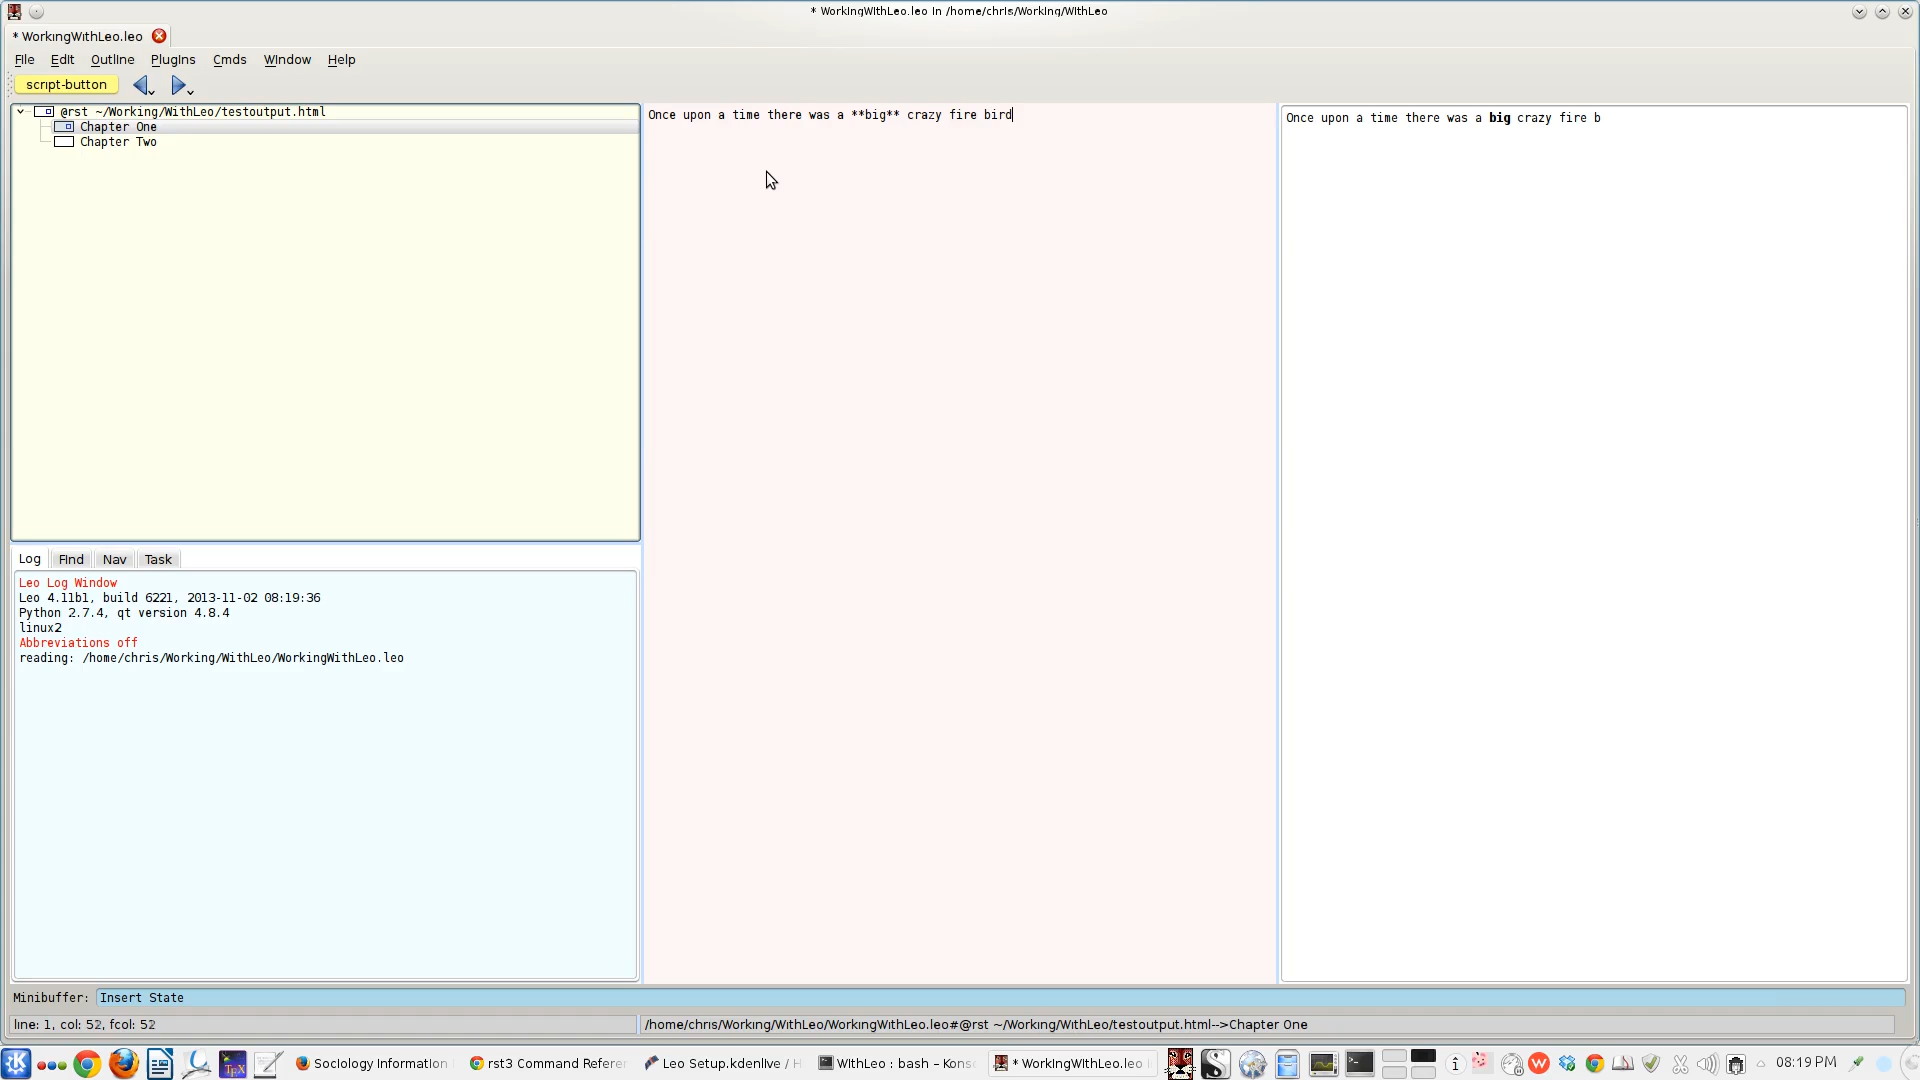 * WorkingWithLeo.leo in /home/chris/Working/WithLeo
* WorkingWithLeo.leo
File Edit Outline Plugins Cmds Window Help
script-button
@rst ~/Working/WithLeo/testoutput.html
Chapter One
Chapter Two
Once upon a time there was a **big** crazy fire bird
Once upon a time there was a big crazy fire b
Log Find Nav Task
Leo Log Window
Leo 4.11b1, build 6221, 2013-11-02 08:19:36
Python 2.7.4, qt version 4.8.4
linux2
Abbreviations off
reading: /home/chris/Working/WithLeo/WorkingWithLeo.leo
Minibuffer: Insert State
line: 1, col: 52, fcol: 52
/home/chris/Working/WithLeo/WorkingWithLeo.leo#@rst ~/Working/WithLeo/testoutput.html-->Chapter One
Sociology Information rst3 Command Refere Leo Setup.kdenlive / WithLeo : bash – Kons * WorkingWithLeo.leo 08:19 PM